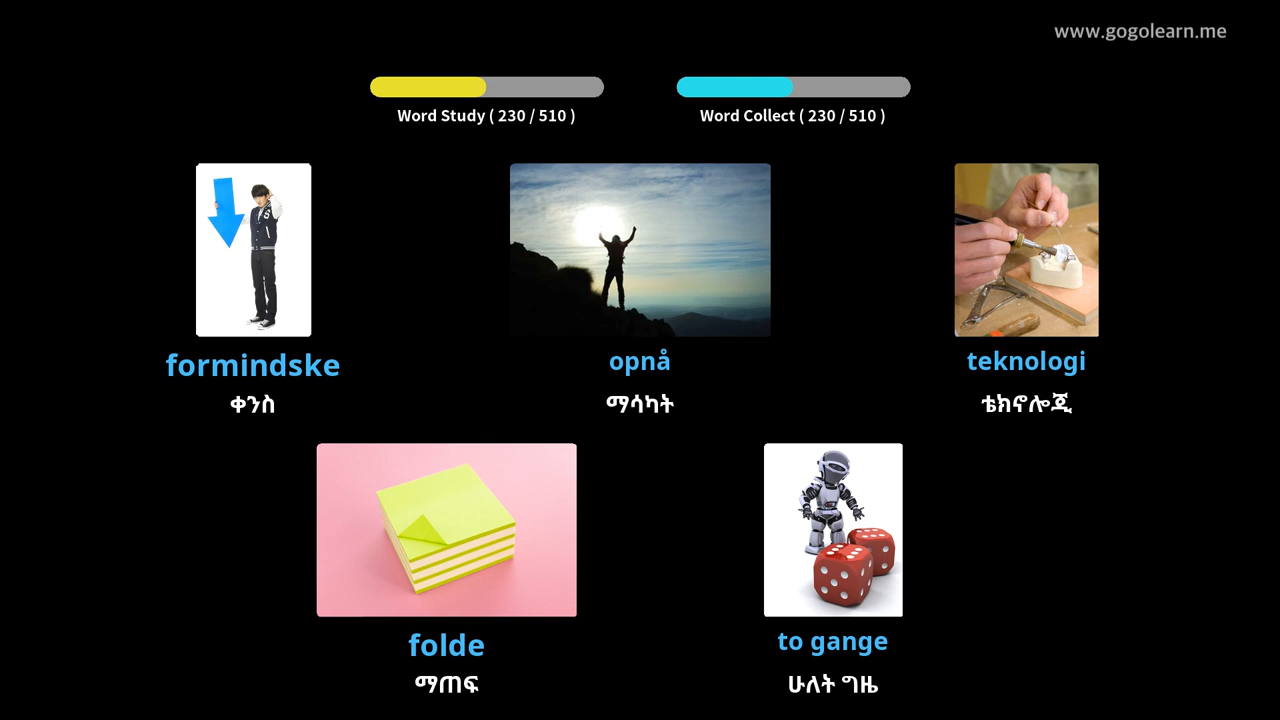 www.gogolearn.me
Word Study ( 230 / 510 )
Word Collect ( 230 / 510 )
formindske
ቀንስ
opnå
ማሳካት
teknologi
ቴክኖሎጂ
folde
ማጠፍ
to gange
ሁለት ግዜ